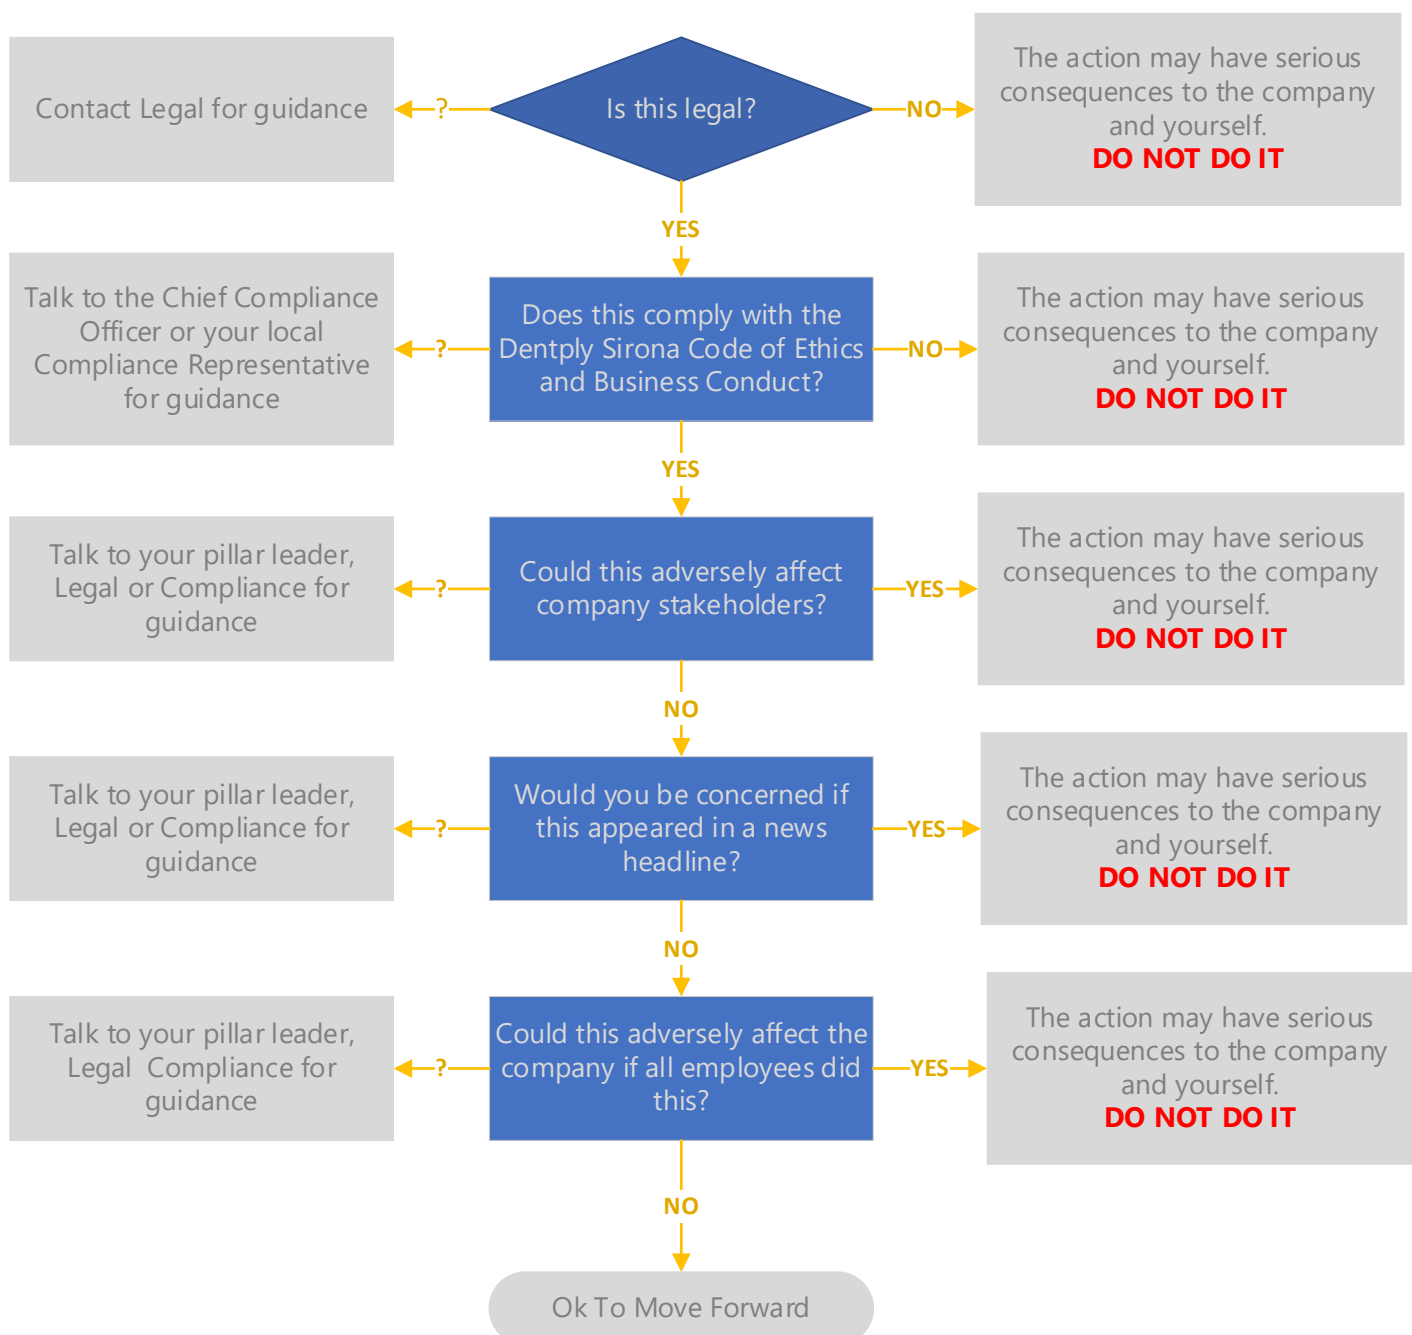 Contact Legal for guidance
?
Is this legal?
NO
The action may have serious
consequences to the company
and yourself.
DO NOT DO IT
YES
Talk to the Chief Compliance
Officer or your local
Compliance Representative
for guidance
?
Does this comply with the
Dentply Sirona Code of Ethics
and Business Conduct?
NO
The action may have serious
consequences to the company
and yourself.
DO NOT DO IT
YES
Talk to your pillar leader,
Legal or Compliance for
guidance
?
Could this adversely affect
company stakeholders?
YES
The action may have serious
consequences to the company
and yourself.
DO NOT DO IT
NO
Talk to your pillar leader,
Legal or Compliance for
guidance
?
Would you be concerned if
this appeared in a news
headline?
YES
The action may have serious
consequences to the company
and yourself.
DO NOT DO IT
NO
Talk to your pillar leader,
Legal  Compliance for
guidance
?
Could this adversely affect the
company if all employees did
this?
YES
The action may have serious
consequences to the company
and yourself.
DO NOT DO IT
NO
Ok To Move Forward